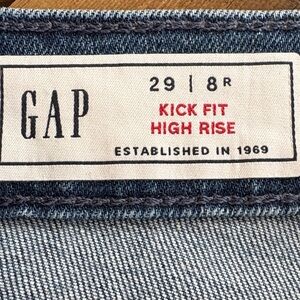 GAP
29 | 8R
KICK FIT
HIGH RISE
ESTABLISHED IN 1969